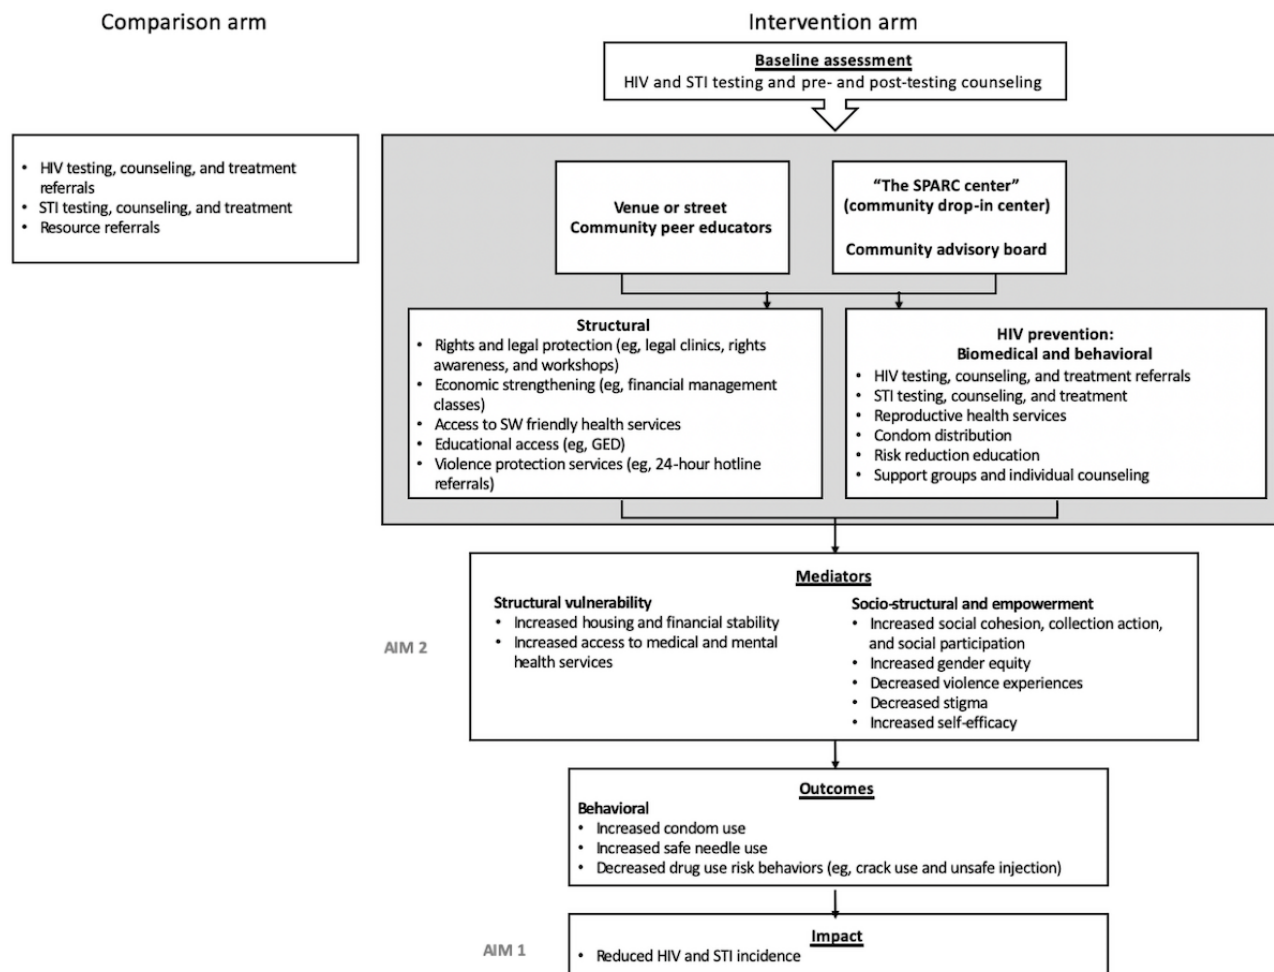 Comparison arm
Intervention arm
Baseline assessment
HIV and STI testing and pre- and post-testing counseling
• HIV testing, counseling, and treatment
referrals
• STI testing, counseling, and treatment
• Resource referrals
Venue or street
Community peer educators
“The SPARC center”
(community drop-in center)
Community advisory board
Structural
• Rights and legal protection (eg, legal clinics, rights
awareness, and workshops)
• Economic strengthening (eg, financial management
classes)
• Access to SW friendly health services
• Educational access (eg, GED)
• Violence protection services (eg, 24-hour hotline
referrals)
HIV prevention:
Biomedical and behavioral
• HIV testing, counseling, and treatment referrals
• STI testing, counseling, and treatment
• Reproductive health services
• Condom distribution
• Risk reduction education
• Support groups and individual counseling
AIM 2
Mediators
Structural vulnerability
• Increased housing and financial stability
• Increased access to medical and mental
health services
Socio-structural and empowerment
• Increased social cohesion, collection action,
and social participation
• Increased gender equity
• Decreased violence experiences
• Decreased stigma
• Increased self-efficacy
Outcomes
Behavioral
• Increased condom use
• Increased safe needle use
• Decreased drug use risk behaviors (eg, crack use and unsafe injection)
AIM 1
Impact
• Reduced HIV and STI incidence